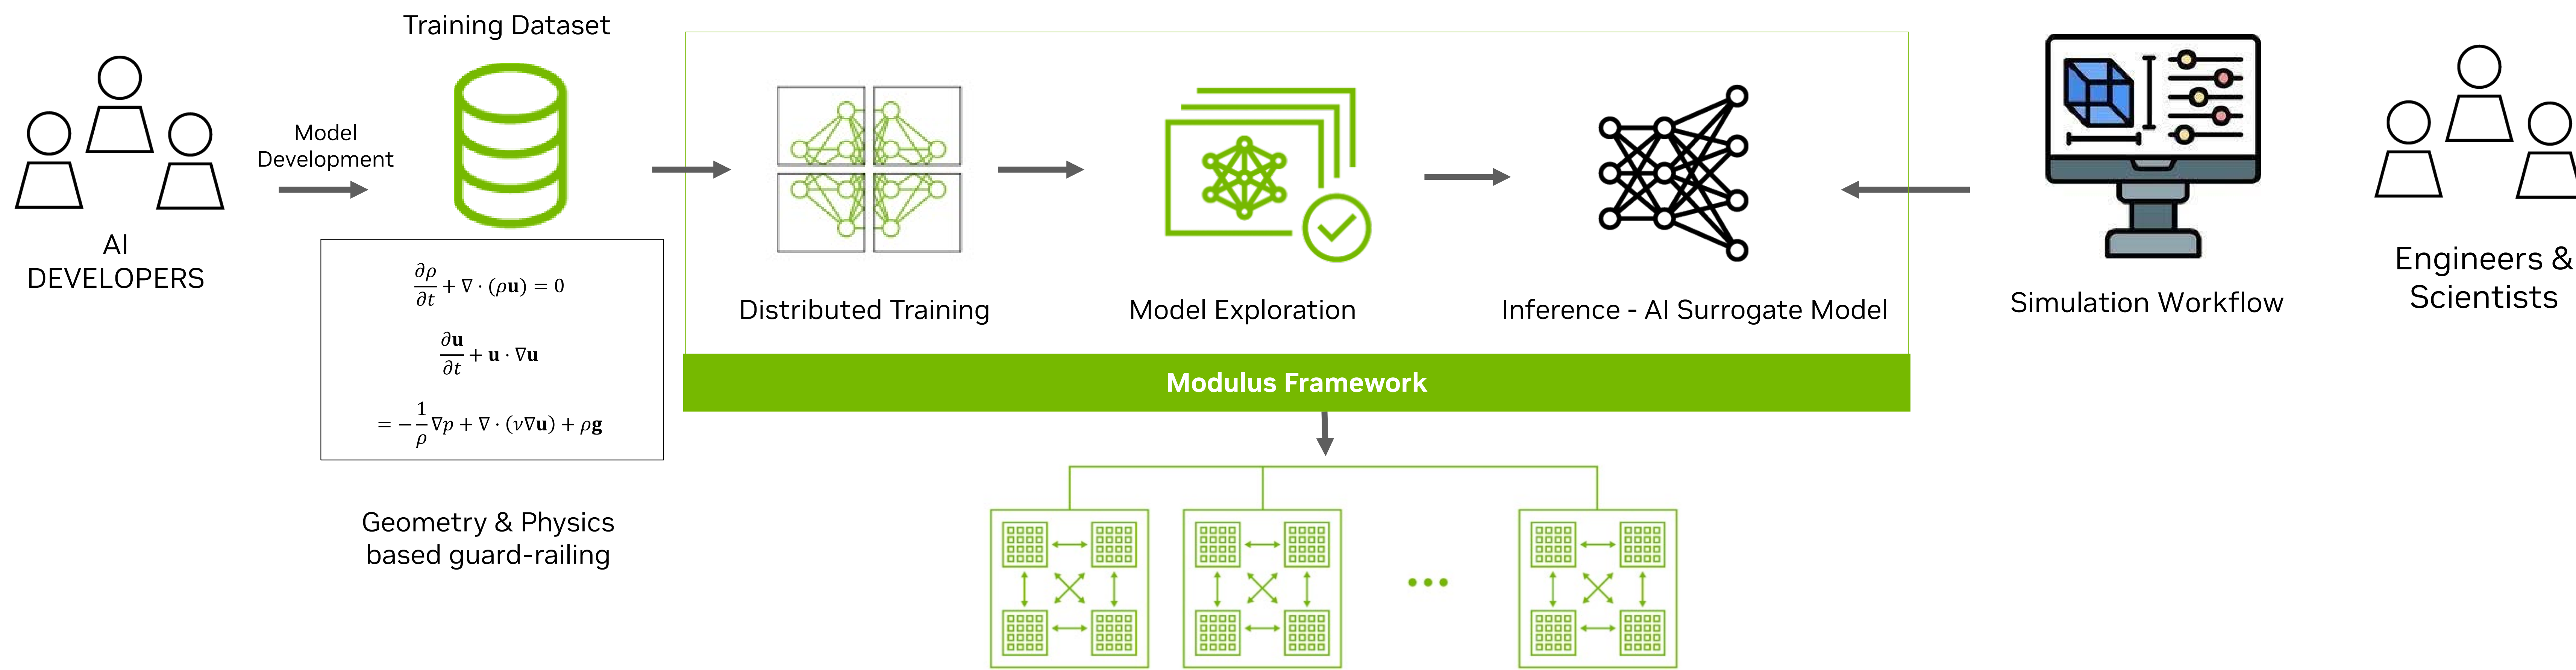 Training Dataset
Model
Development
AI
DEVELOPERS
∂ρ/∂t + ∇ · (ρ𝐮) = 0
∂𝐮/∂t + 𝐮 · ∇𝐮
= −1/ρ ∇p + ∇ · (ν∇𝐮) + ρ𝐠
Geometry & Physics
based guard-railing
Distributed Training
Model Exploration
Inference - AI Surrogate Model
Modulus Framework
Simulation Workflow
Engineers &
Scientists